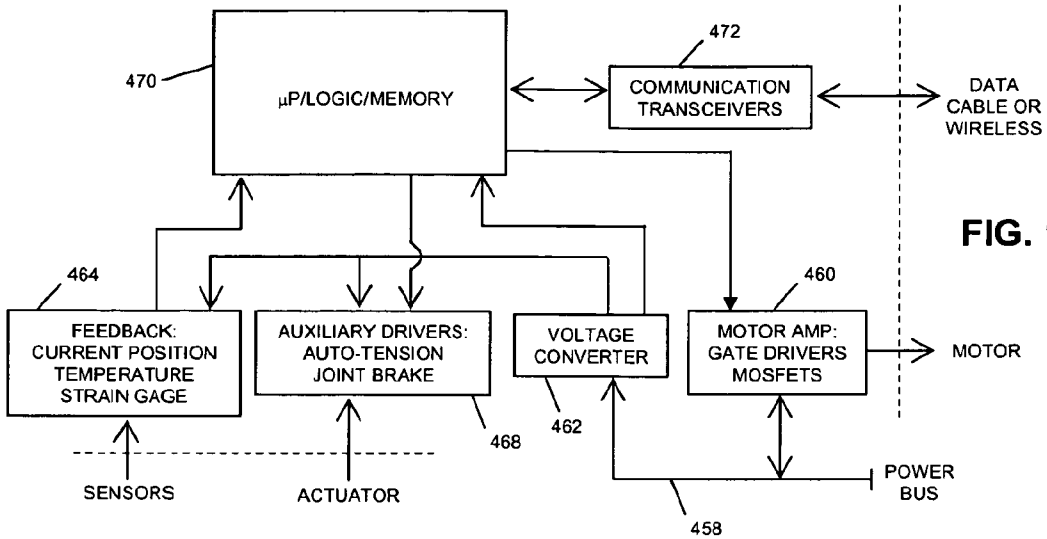 472
470
μP/LOGIC/MEMORY
COMMUNICATION
TRANSCEIVERS
DATA
CABLE OR
WIRELESS
FIG.
464
460
FEEDBACK:
CURRENT POSITION
TEMPERATURE
STRAIN GAGE
AUXILIARY DRIVERS:
AUTO-TENSION
JOINT BRAKE
VOLTAGE
CONVERTER
MOTOR AMP:
GATE DRIVERS
MOSFETS
MOTOR
468
462
SENSORS
ACTUATOR
POWER
BUS
458